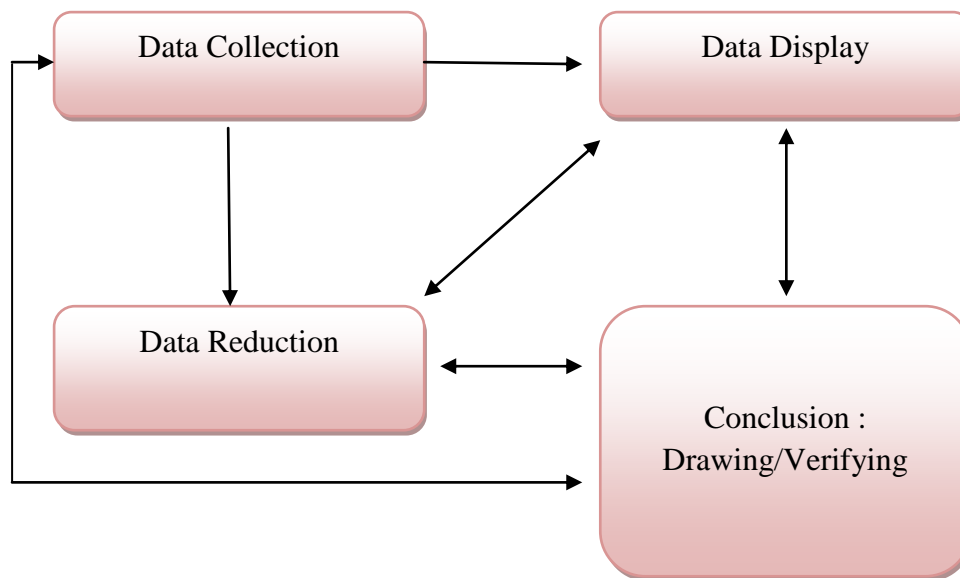 Data Collection
Data Display
Data Reduction
Conclusion :
Drawing/Verifying